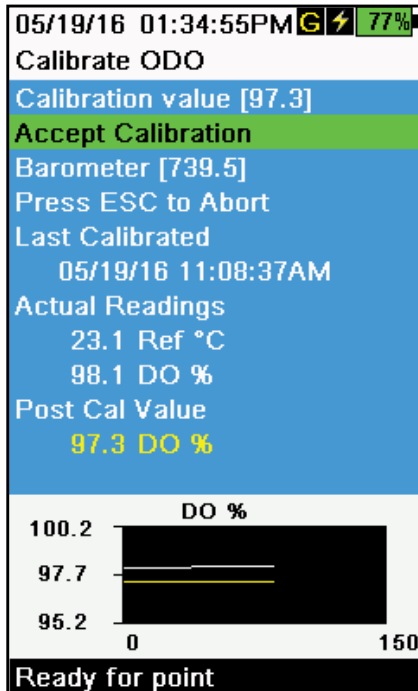 05/19/16 01:34:55PM G 77%
Calibrate ODO
Calibration value [97.3]
Accept Calibration
Barometer [739.5]
Press ESC to Abort
Last Calibrated
05/19/16 11:08:37AM
Actual Readings
23.1 Ref °C
98.1 DO %
Post Cal Value
97.3 DO %
DO %
100.2
97.7
95.2
0 150
Ready for point